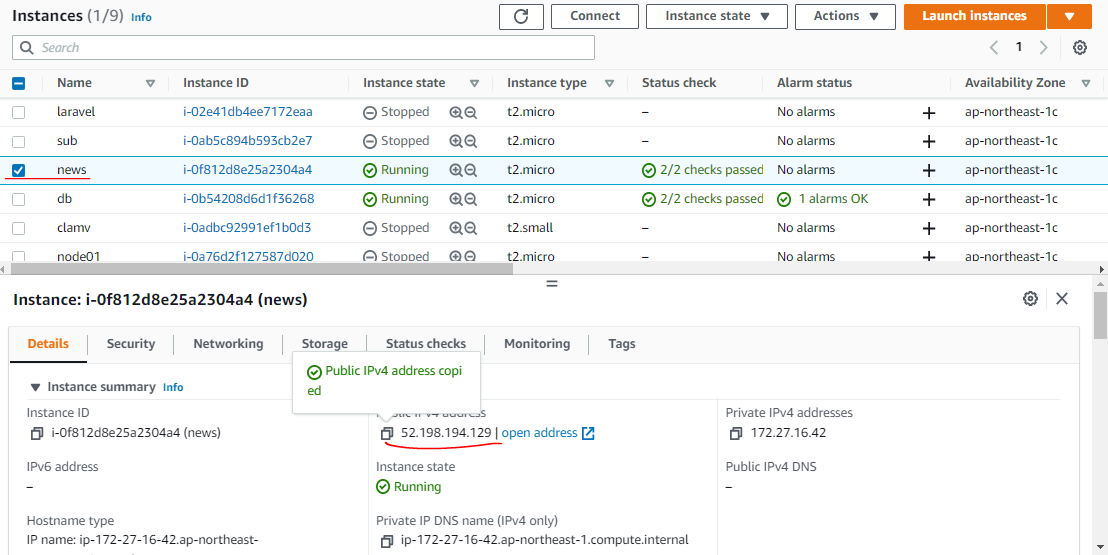 Instances (1/9) Info
Connect
Instance state
Actions
Launch instances
Search
1
Name Instance ID Instance state Instance type Status check Alarm status Availability Zone
laravel i-02e41db4ee7172eaa Stopped t2.micro – No alarms + ap-northeast-1c
sub i-0ab5c894b593cb2e7 Stopped t2.micro – No alarms + ap-northeast-1c
news i-0f812d8e25a2304a4 Running t2.micro 2/2 checks passed No alarms + ap-northeast-1c
db i-0b54208d6d1f36268 Running t2.micro 2/2 checks passed 1 alarms OK + ap-northeast-1c
clamv i-0adbc92991ef1b0d3 Stopped t2.small – No alarms + ap-northeast-1c
node01 i-0a76d2f127587d020 Stopped t2.micro – No alarms + ap-northeast-1c
Instance: i-0f812d8e25a2304a4 (news)
Details Security Networking Storage Status checks Monitoring Tags
Public IPv4 address copi
ed
Instance summary Info
Instance ID
i-0f812d8e25a2304a4 (news)
Public IPv4 address
52.198.194.129 | open address
Private IPv4 addresses
172.27.16.42
IPv6 address
–
Instance state
Running
Public IPv4 DNS
–
Hostname type
IP name: ip-172-27-16-42.ap-northeast-
Private IP DNS name (IPv4 only)
ip-172-27-16-42.ap-northeast-1.compute.internal